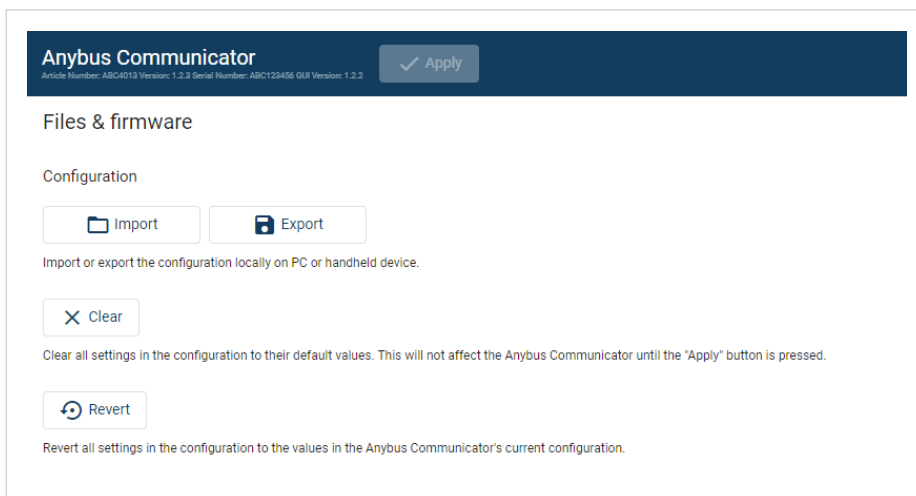 Anybus Communicator
Article Number: ABC4013 Version: 1.2.3 Serial Number: ABC123456 GUI Version: 1.2.2
Apply
Files & firmware
Configuration
Import
Export
Import or export the configuration locally on PC or handheld device.
Clear
Clear all settings in the configuration to their default values. This will not affect the Anybus Communicator until the "Apply" button is pressed.
Revert
Revert all settings in the configuration to the values in the Anybus Communicator's current configuration.